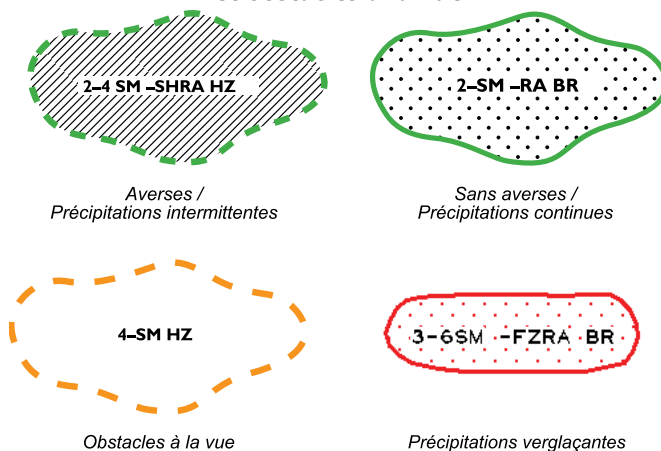 2–4 SM –SHRA HZ
2–SM –RA BR
Averses /
Précipitations intermittentes
Sans averses /
Précipitations continues
4–SM HZ
3-6SM -FZRA BR
Obstacles à la vue
Précipitations verglaçantes